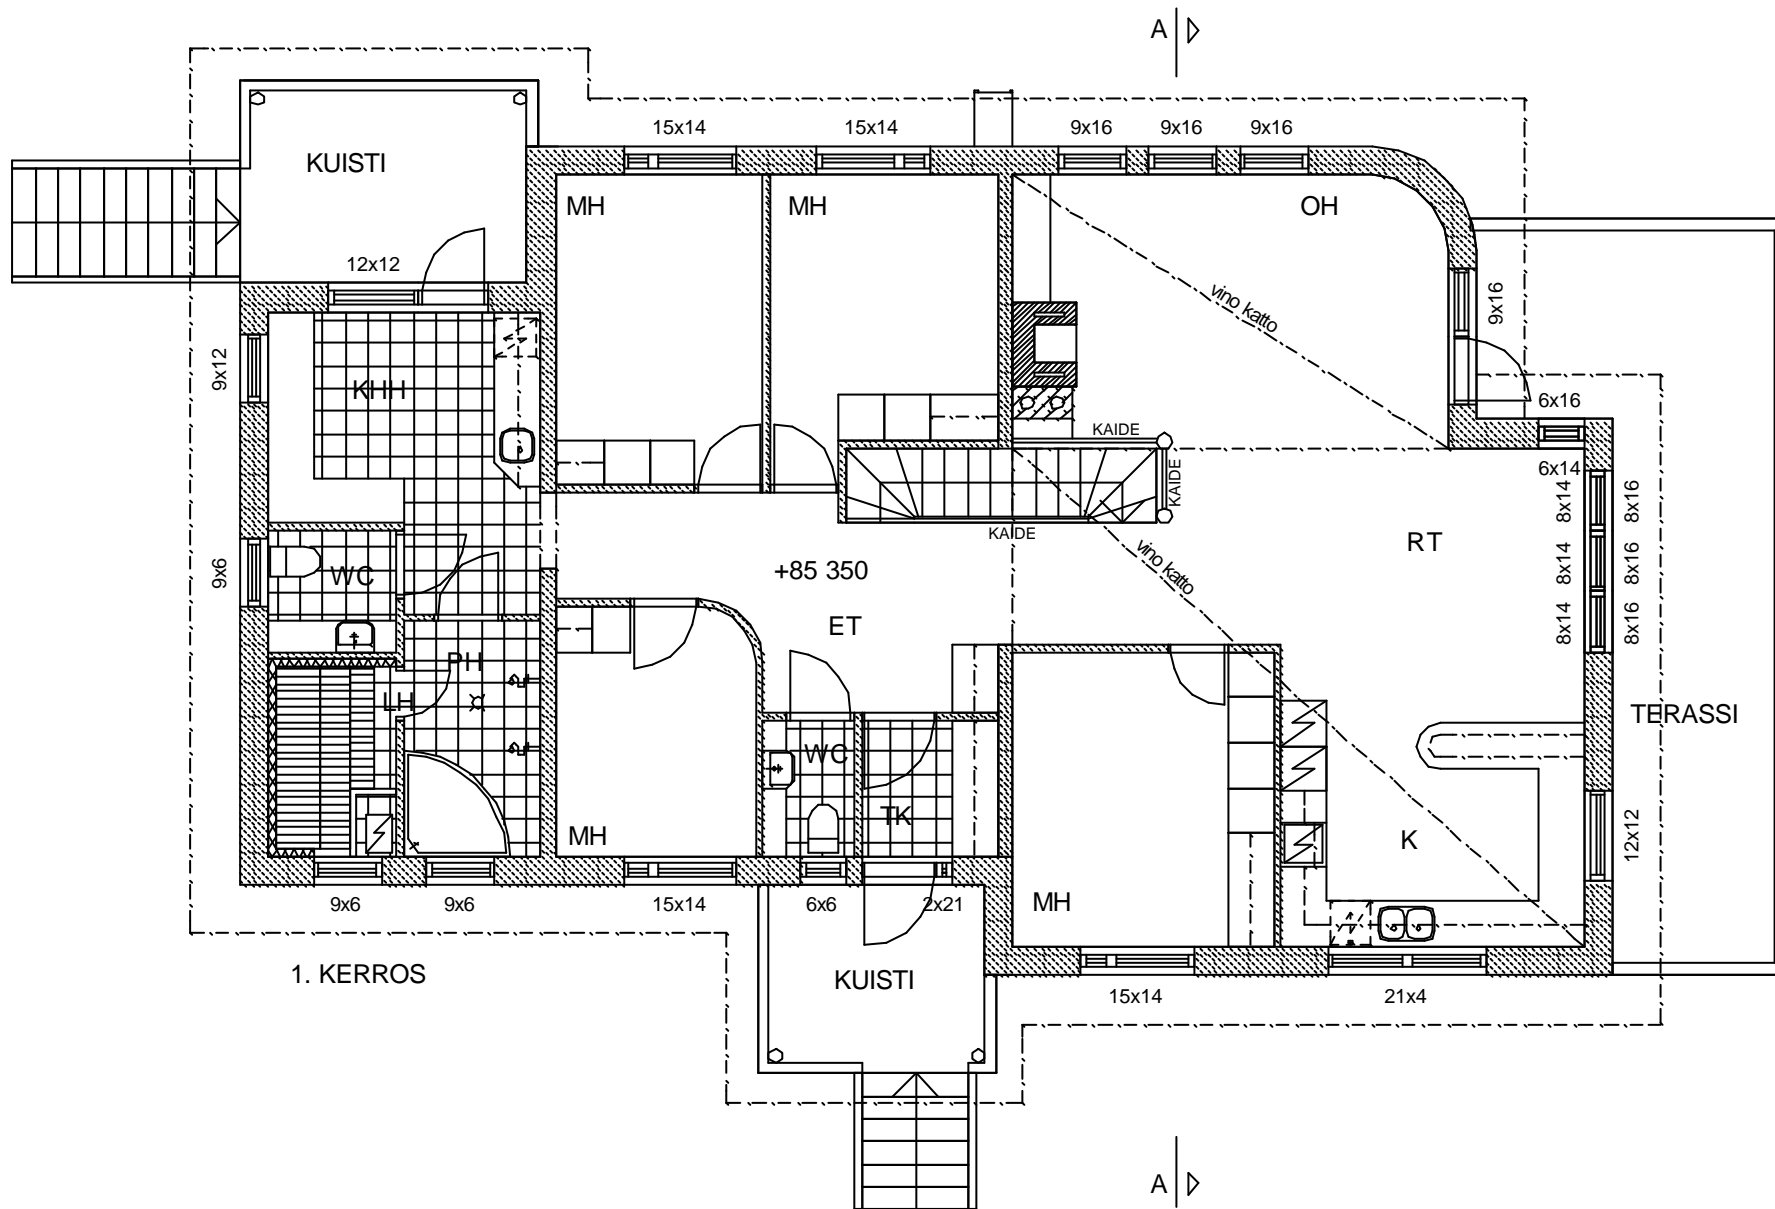 A
15x14
15x14
9x16
9x16
9x16
KUISTI
MH
MH
OH
12x12
vino katto
9x16
9x12
KHH
6x16
KAIDE
KAIDE
6x14
8x14
8x16
KAIDE
RT
vino katto
8x14
8x16
9x6
WC
+85 350
ET
8x14
8x16
PH
LH
TERASSI
WC
MH
TK
K
12x12
9x6
9x6
15x14
6x6
2x21
MH
1. KERROS
KUISTI
15x14
21x4
A